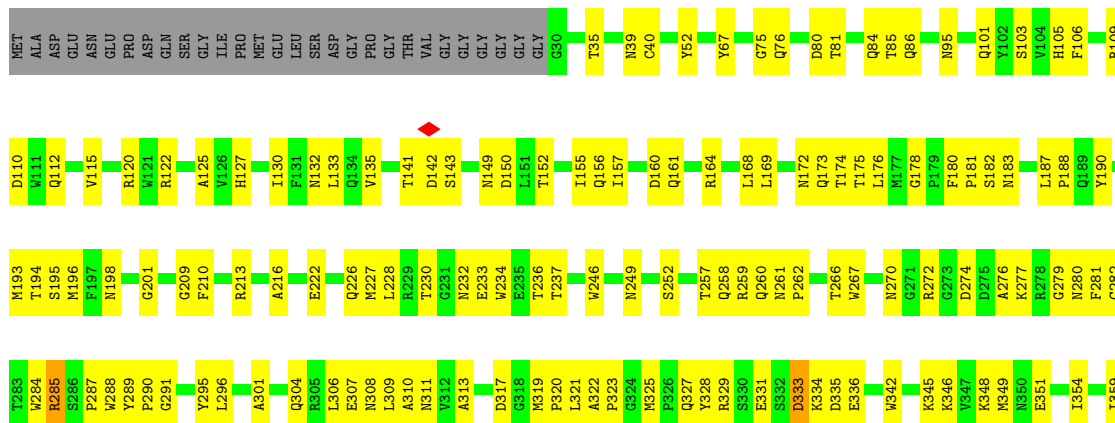 MET ALA ASP GLU ASN GLU PRO ASP GLN SER GLY ILE PRO MET GLU LEU SER ASP GLY PRO GLY THR VAL GLY GLY GLY GLY GLY GLY G30 T35 N39 C40 Y52 Y67 G75 Q76 D80 T81 Q84 T85 Q86 N95 Q101 Y102 S103 V104 H105 F106 R109
D110 W111 Q112 V115 R120 W121 R122 A125 V126 H127 I130 F131 N132 L133 Q134 V135 T141 D142 S143 N149 D150 L151 T152 I155 Q156 I157 D160 Q161 R164 L168 L169 N172 Q173 T174 T175 L176 M177 G178 P179 F180 P181 S182 N183 L187 P188 Q189 Y190
M193 T194 S195 M196 F197 N198 G201 G209 F210 R213 A216 E222 Q226 M227 L228 R229 T230 G231 N232 E233 W234 E235 T236 T237 W246 N249 S252 T257 Q258 R259 Q260 N261 P262 T266 W267 N270 G271 R272 G273 D274 D275 A276 K277 R278 G279 N280 F281 G282
T283 W284 R285 S286 P287 W288 Y289 P290 G291 Y295 L296 A301 Q304 R305 L306 E307 N308 L309 A310 N311 V312 A313 D317 G318 M319 P320 L321 A322 P323 G324 M325 P326 Q327 Y328 R329 S330 E331 S332 D333 K334 D335 E336 W342 K345 K346 V347 K348 M349 N350 E351 I354 I359